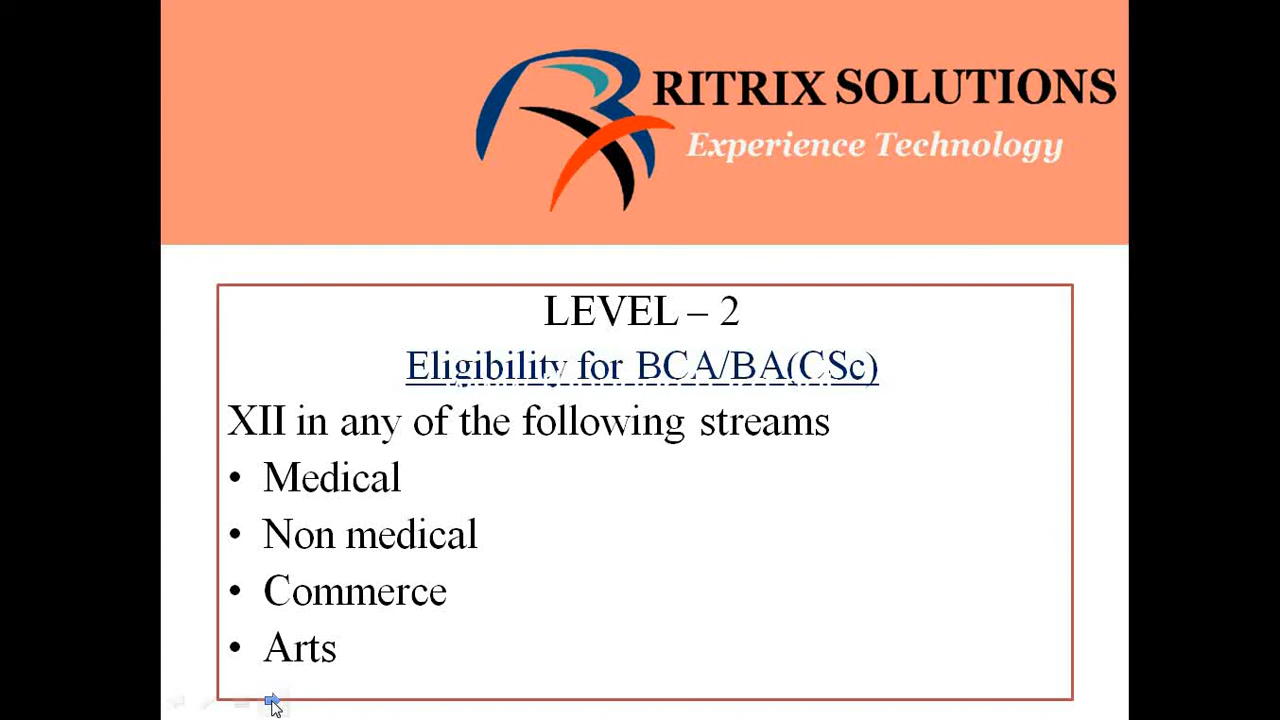 RITRIX SOLUTIONS
Experience Technology
LEVEL – 2
Eligibility for BCA/BA(CSc)
XII in any of the following streams
• Medical
• Non medical
• Commerce
• Arts